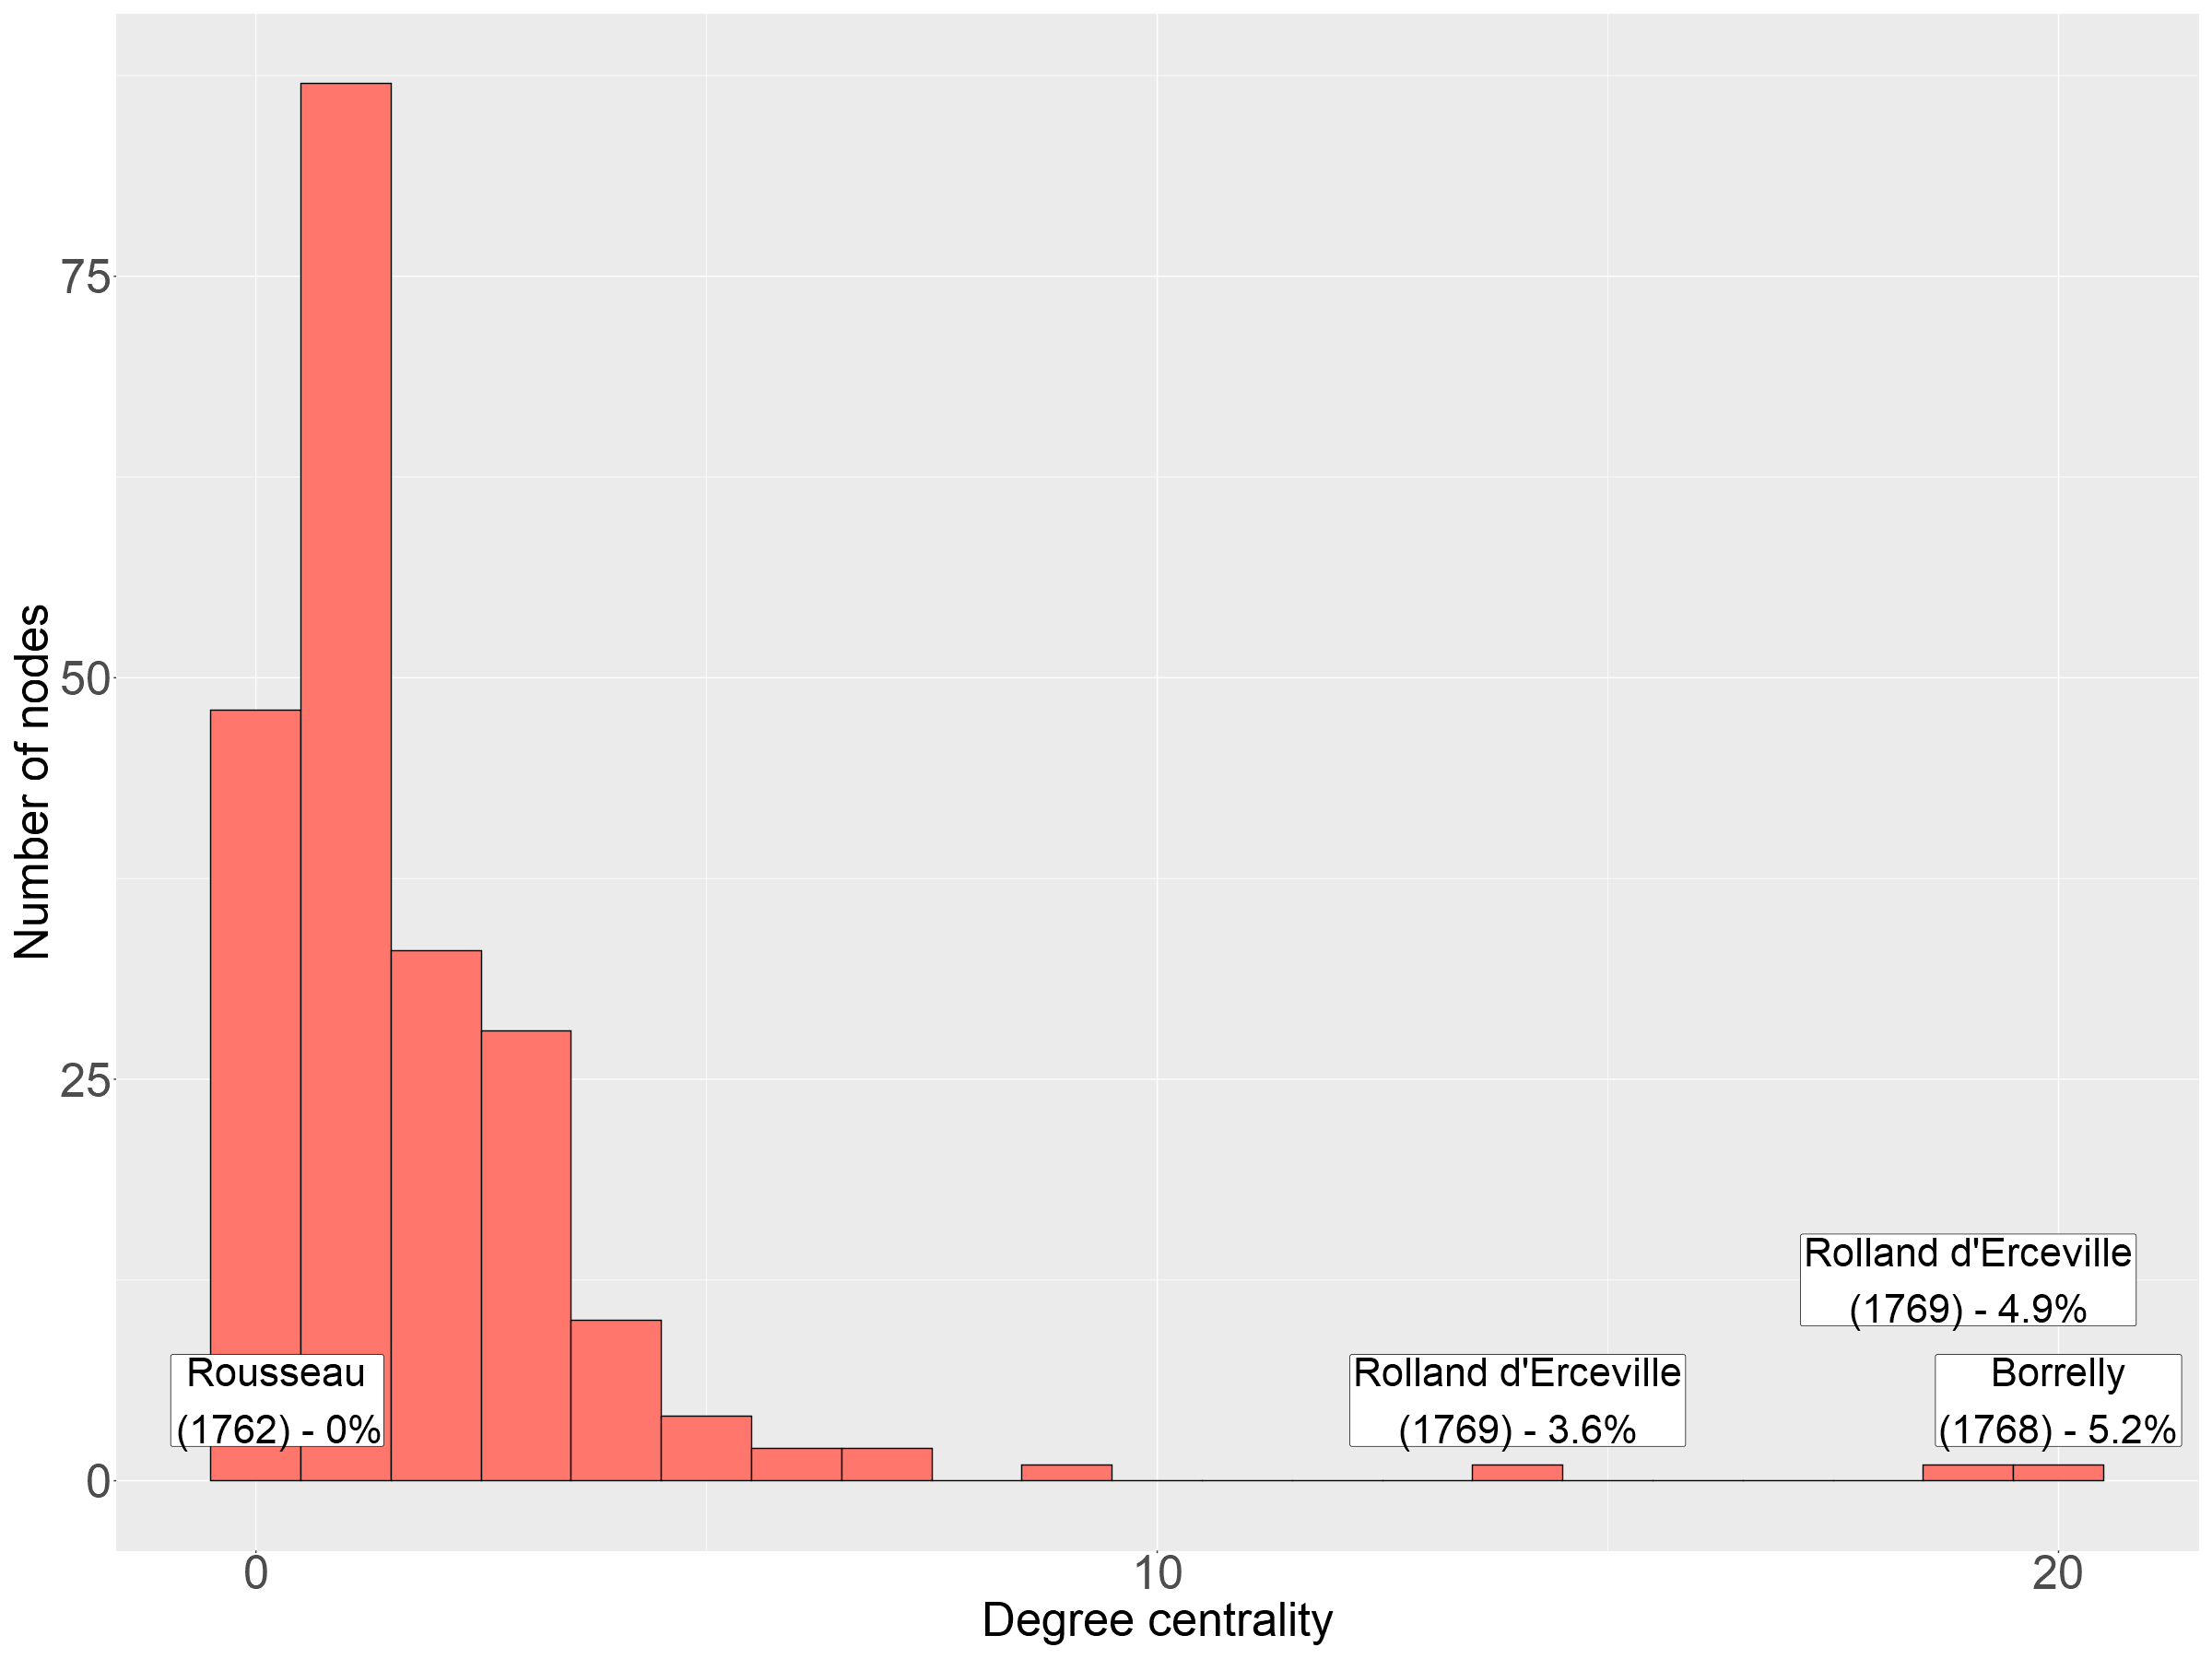 75
50
25
0
Number of nodes
Rolland d'Erceville
(1769) - 4.9%
Rousseau
(1762) - 0%
Rolland d'Erceville
(1769) - 3.6%
Borrelly
(1768) - 5.2%
0
10
20
Degree centrality